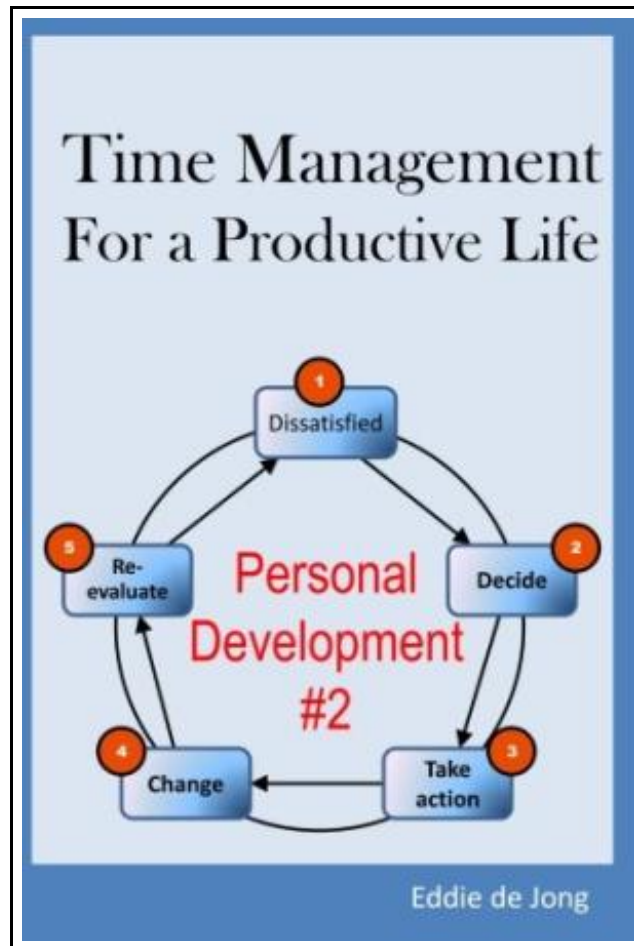 Time Management
For a Productive Life
1
Dissatisfied
5
Re-
evaluate
Personal
Development
#2
2
Decide
4
Change
3
Take
action
Eddie de Jong